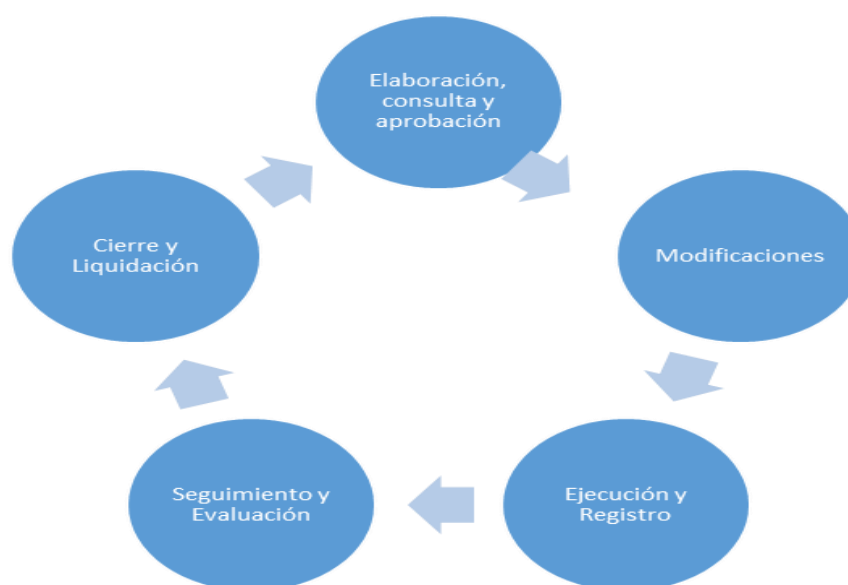 Elaboración,
consulta y
aprobación
Modificaciones
Ejecución y
Registro
Seguimiento y
Evaluación
Cierre y
Liquidación